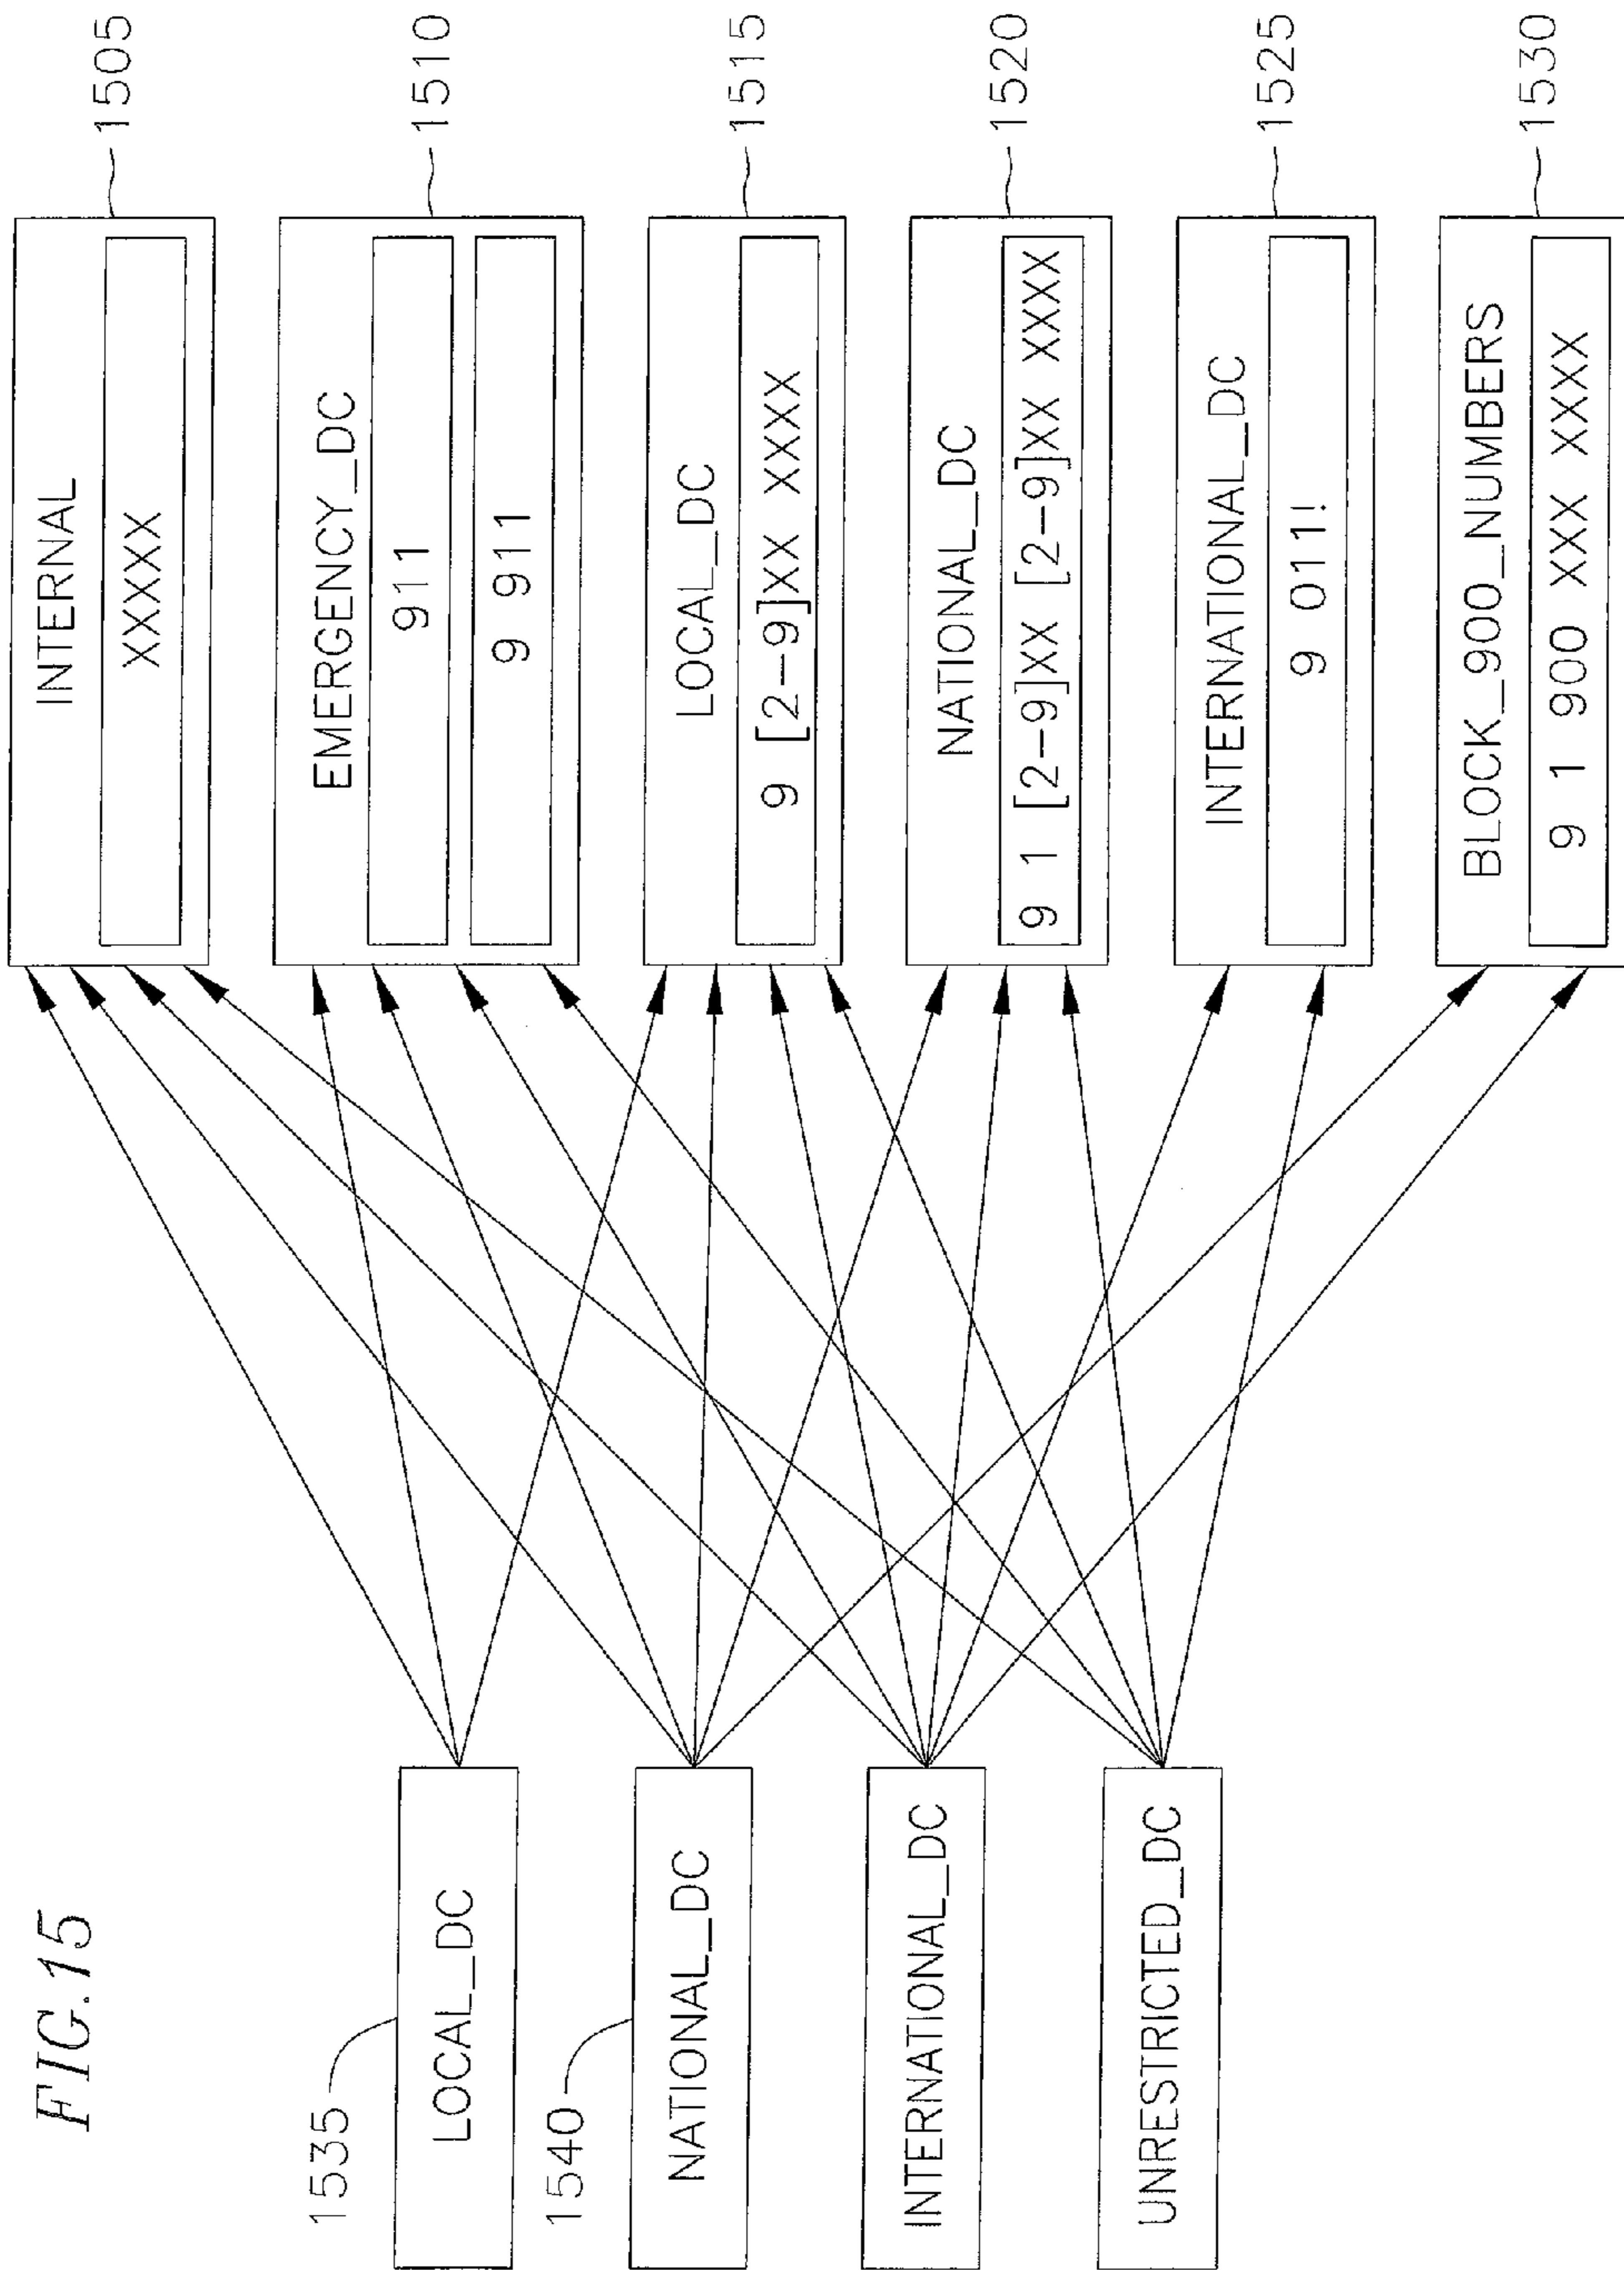 FIG.15
1535
LOCAL_DC
1540
NATIONAL_DC
INTERNATIONAL_DC
UNRESTRICTED_DC
INTERNAL
XXXXX
1505
EMERGENCY_DC
911
9 911
1510
LOCAL_DC
9 [2-9]XX XXXX
1515
NATIONAL_DC
9 1 [2-9]XX [2-9]XX XXXX
1520
INTERNATIONAL_DC
9 011!
1525
BLOCK_900_NUMBERS
9 1 900 XXX XXXX
1530